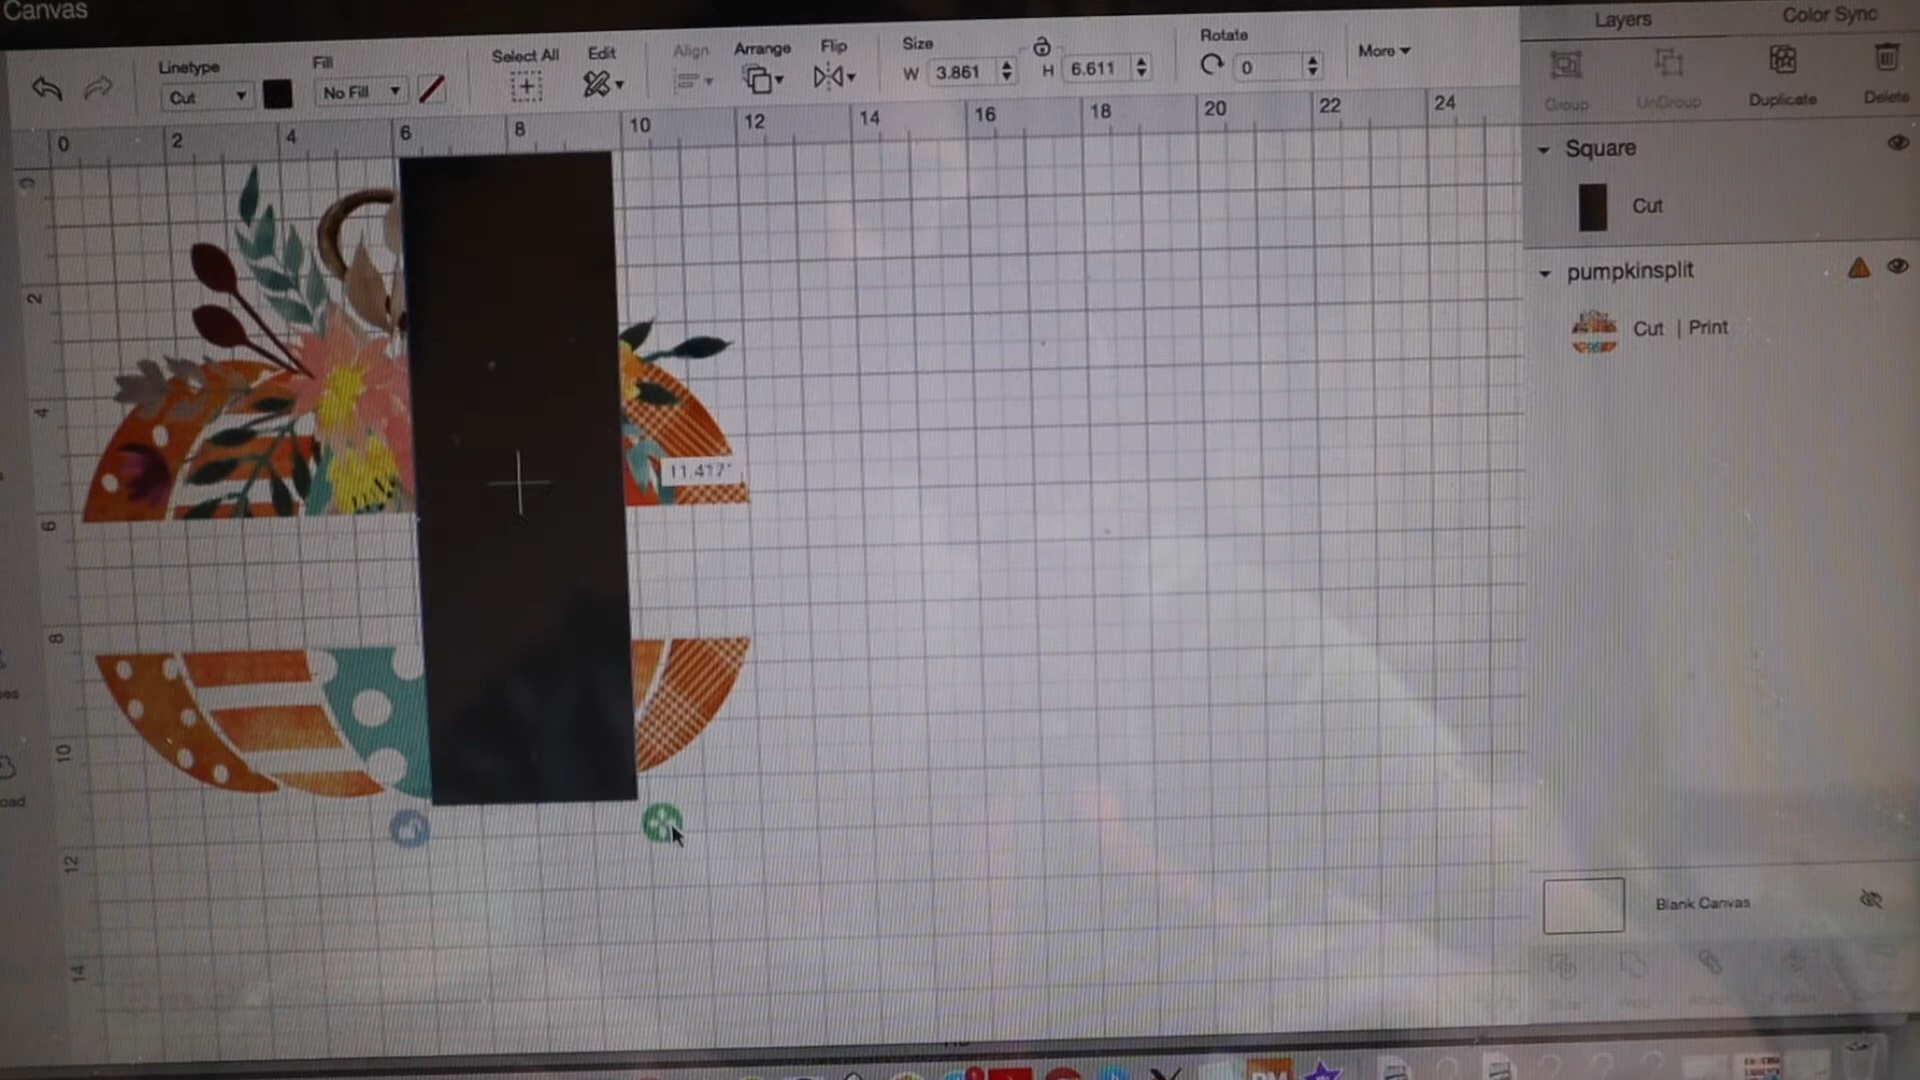 Canvas
Linetype
Cut
Fill
No Fill
Select All
Edit
Align
Arrange
Flip
Size
W 3.861
H 6.611
Rotate
0
More
Layers
Color Sync
Group
UnGroup
Duplicate
Delete
0 2 4 6 8 10 12 14 16 18 20 22 24
0
2
4
6
8
10
12
14
Square
Cut
pumpkinsplit
Cut | Print
Blank Canvas